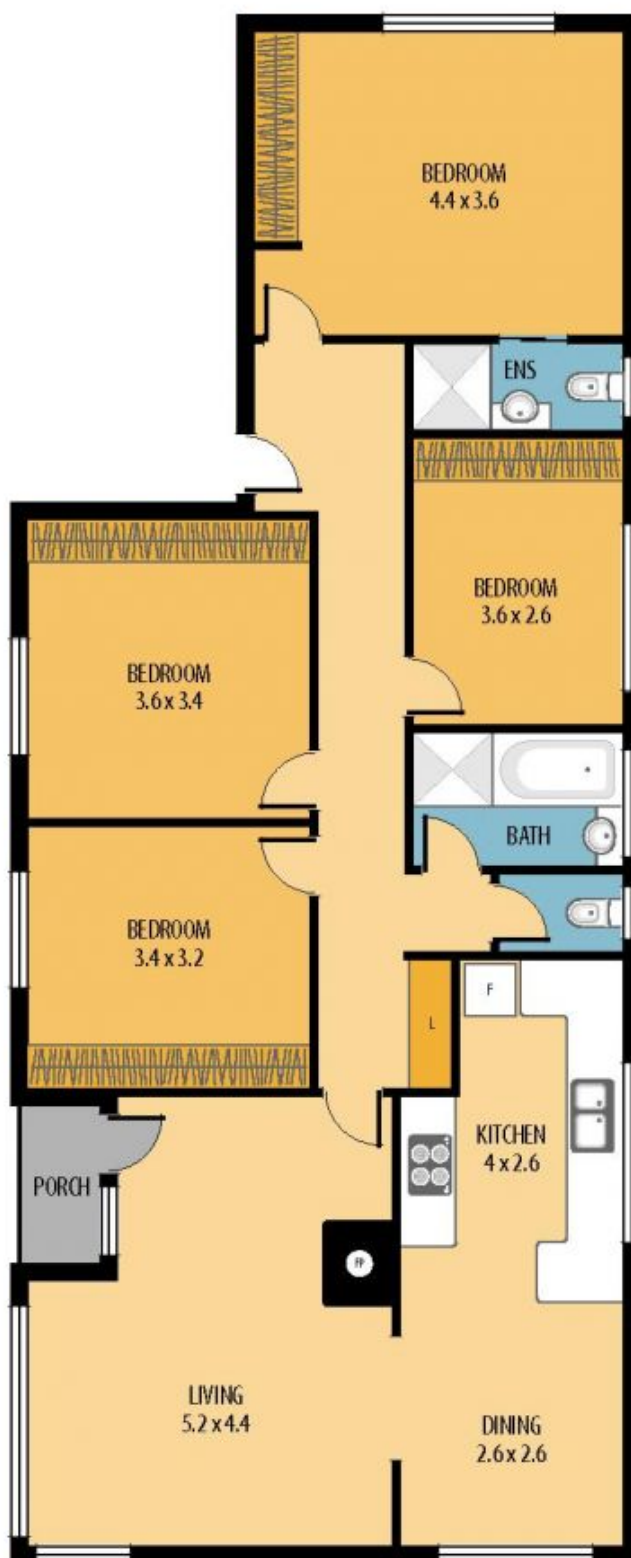 BEDROOM
4.4 x 3.6
ENS
BEDROOM
3.6 x 2.6
BEDROOM
3.6 x 3.4
BATH
BEDROOM
3.4 x 3.2
F
L
KITCHEN
4 x 2.6
PORCH
FP
LIVING
5.2 x 4.4
DINING
2.6 x 2.6